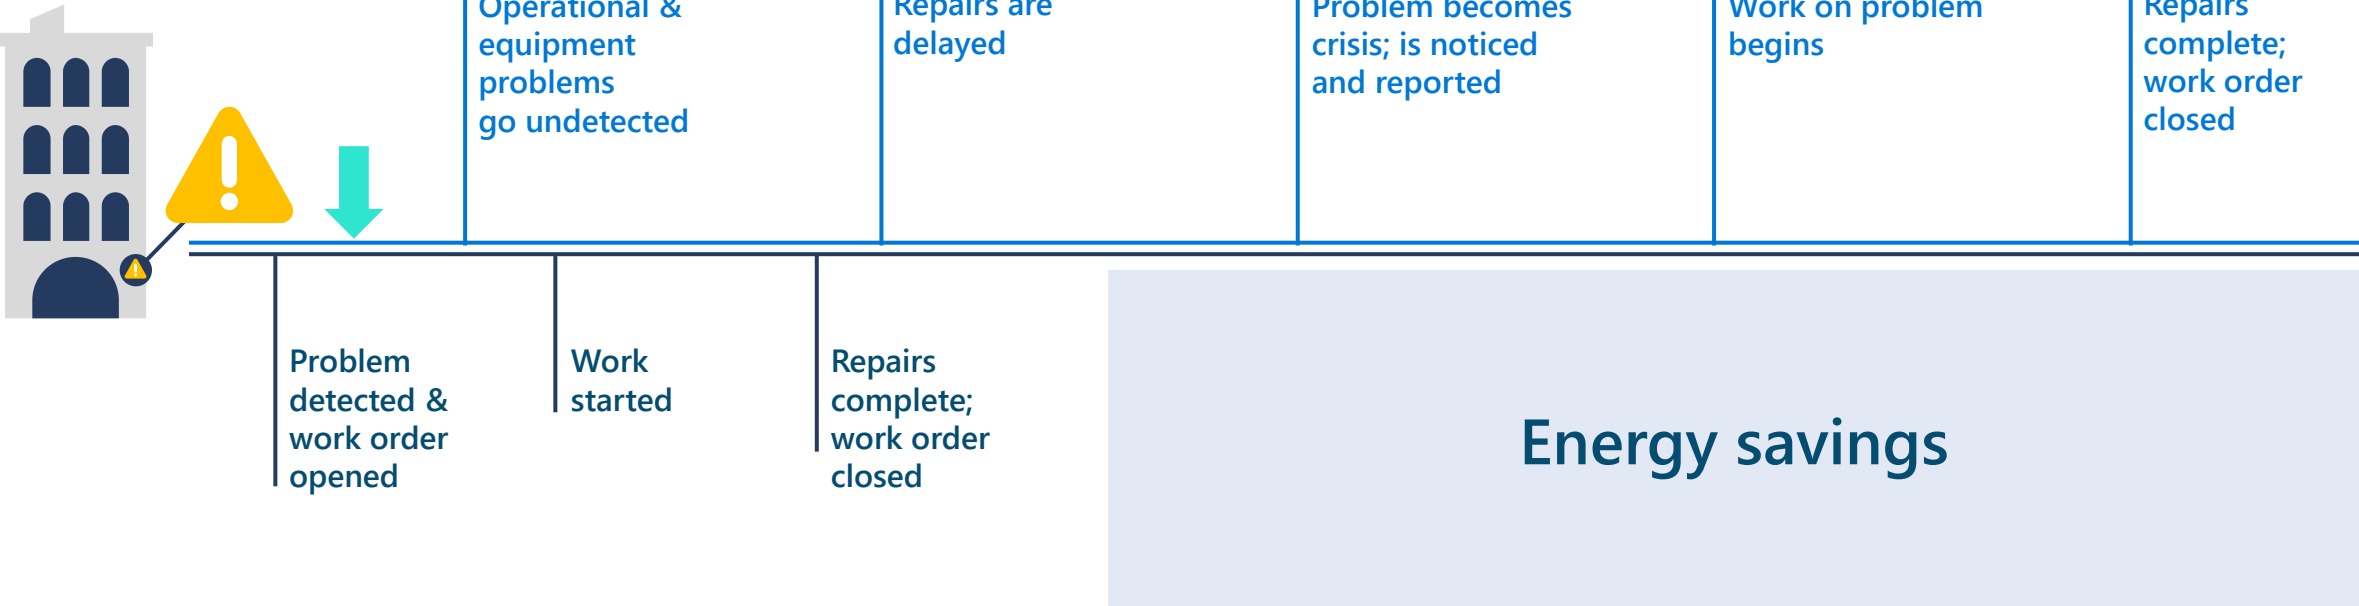 Operational &
equipment
problems
go undetected
Repairs are
delayed
Problem becomes
crisis; is noticed
and reported
Work on problem
begins
Repairs
complete;
work order
closed
Problem
detected &
work order
opened
Work
started
Repairs
complete;
work order
closed
Energy savings